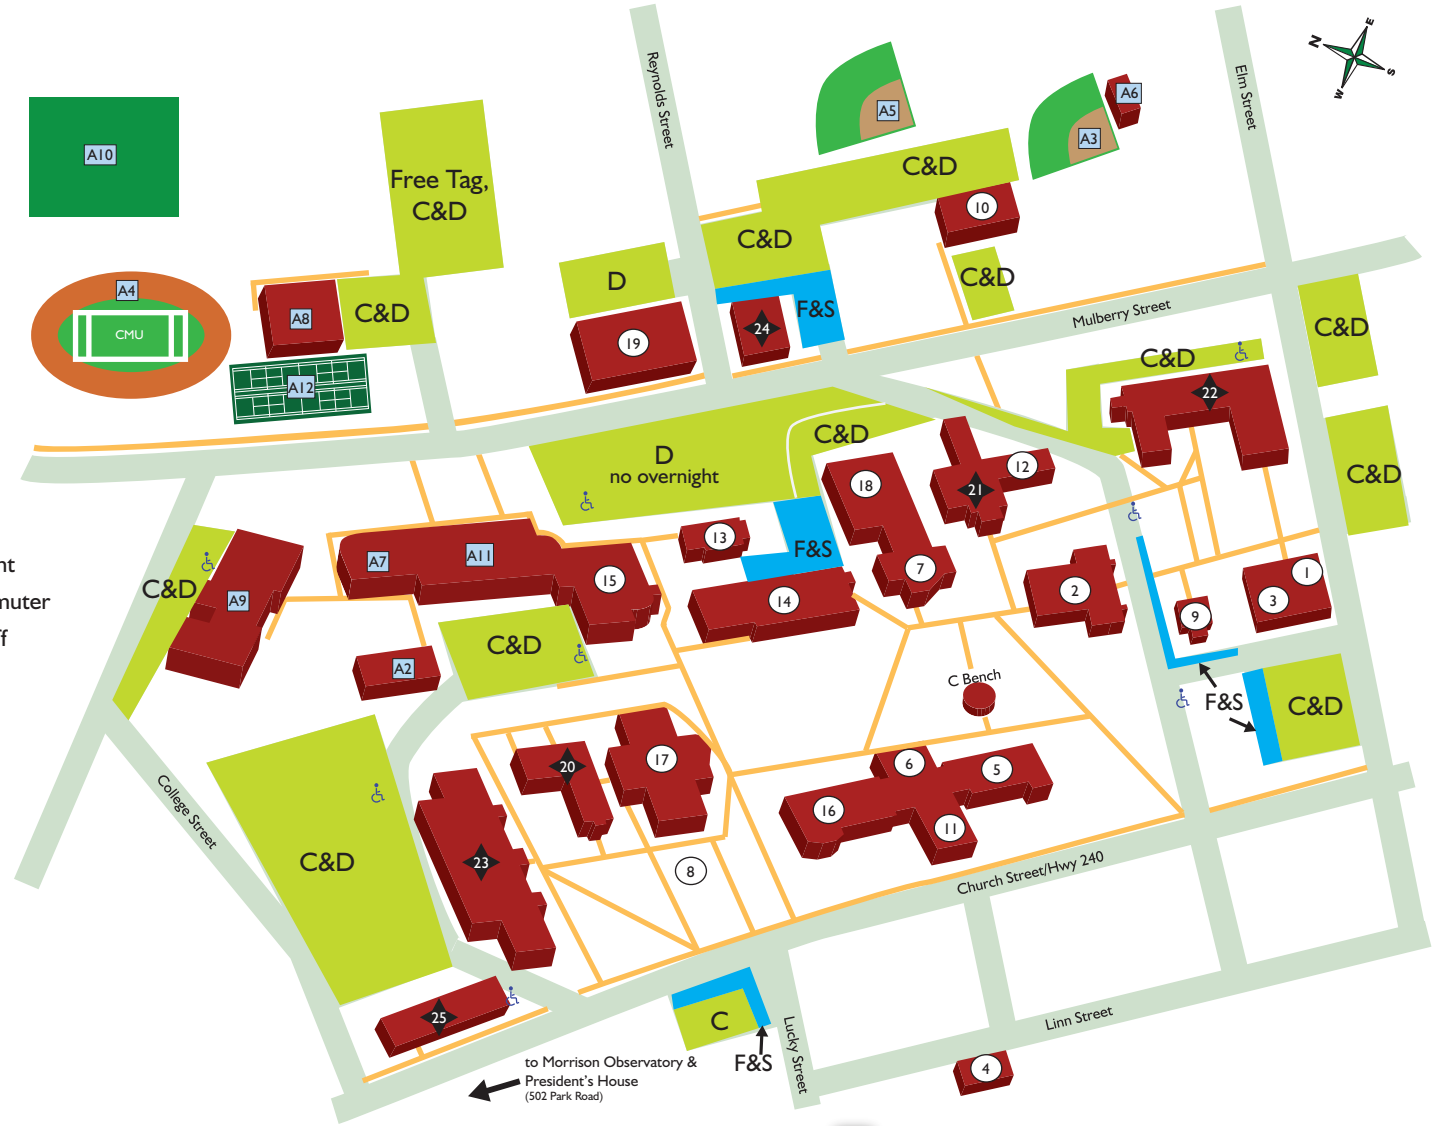 N
E
S
W
Reynolds Street
Elm Street
A5
A6
A3
A10
C&D
Free Tag,
C&D
10
C&D
D
C&D
A4
CMU
A8
C&D
F&S
24
19
Mulberry Street
C&D
C&D
A12
22
C&D
D
no overnight
12
18
21
C&D
13
F&S
nt
A7
A11
15
7
2
1
3
muter
C&D
A9
14
9
ff
C&D
A2
C Bench
F&S
C&D
17
20
6
5
16
11
College Street
C&D
23
8
Church Street/Hwy 240
25
C
Lucky Street
Linn Street
F&S
to Morrison Observatory &
President's House
(502 Park Road)
4